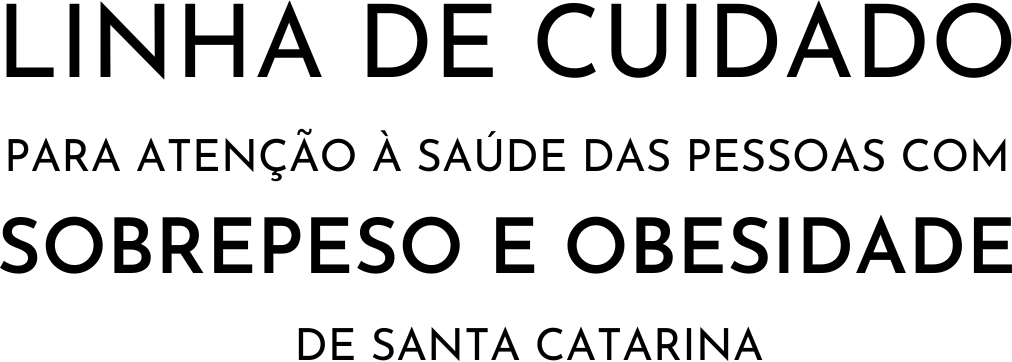 LINHA DE CUIDADO
PARA ATENÇÃO À SAÚDE DAS PESSOAS COM
SOBREPESO E OBESIDADE
DE SANTA CATARINA